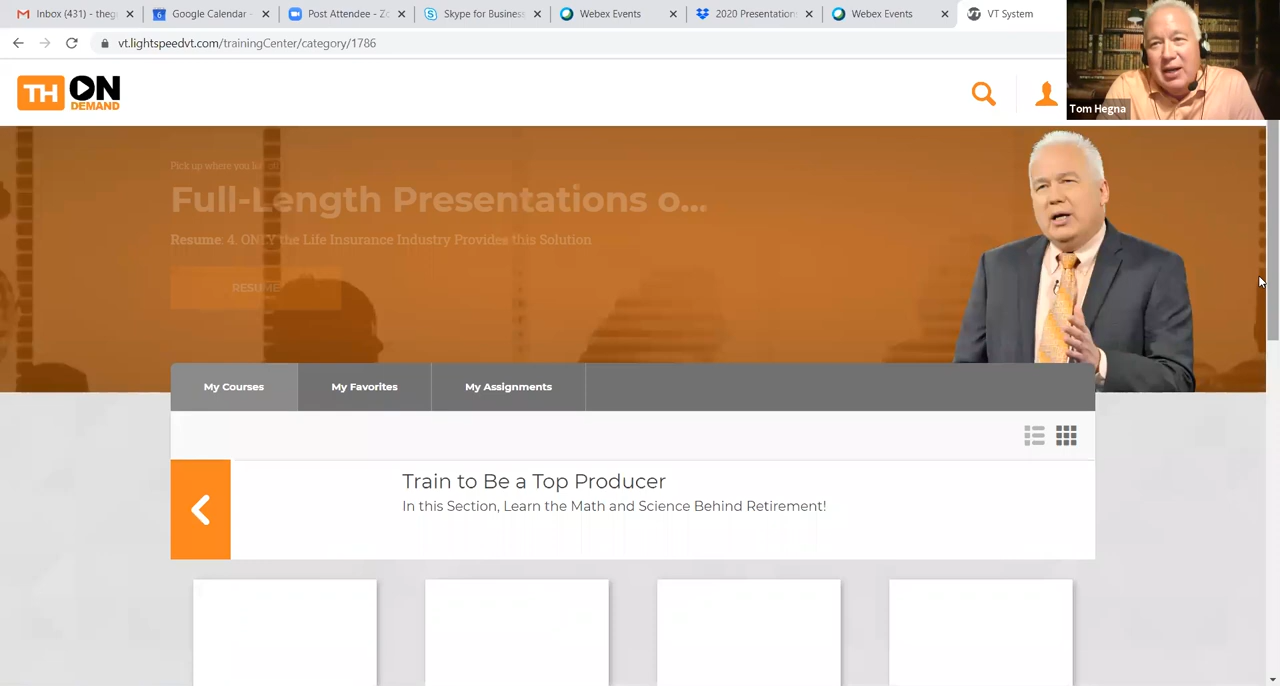 Inbox (431) - theg
Google Calendar -
Post Attendee - Zo
Skype for Business
Webex Events
2020 Presentation
Webex Events
VT System
vt.lightspeedvt.com/trainingCenter/category/1786
TH ON
DEMAND
Tom Hegna
Pick up where you left off
Full-Length Presentations o...
Resume: 4. ONLY the Life Insurance Industry Provides this Solution
RESUME
My Courses
My Favorites
My Assignments
Train to Be a Top Producer
In this Section, Learn the Math and Science Behind Retirement!